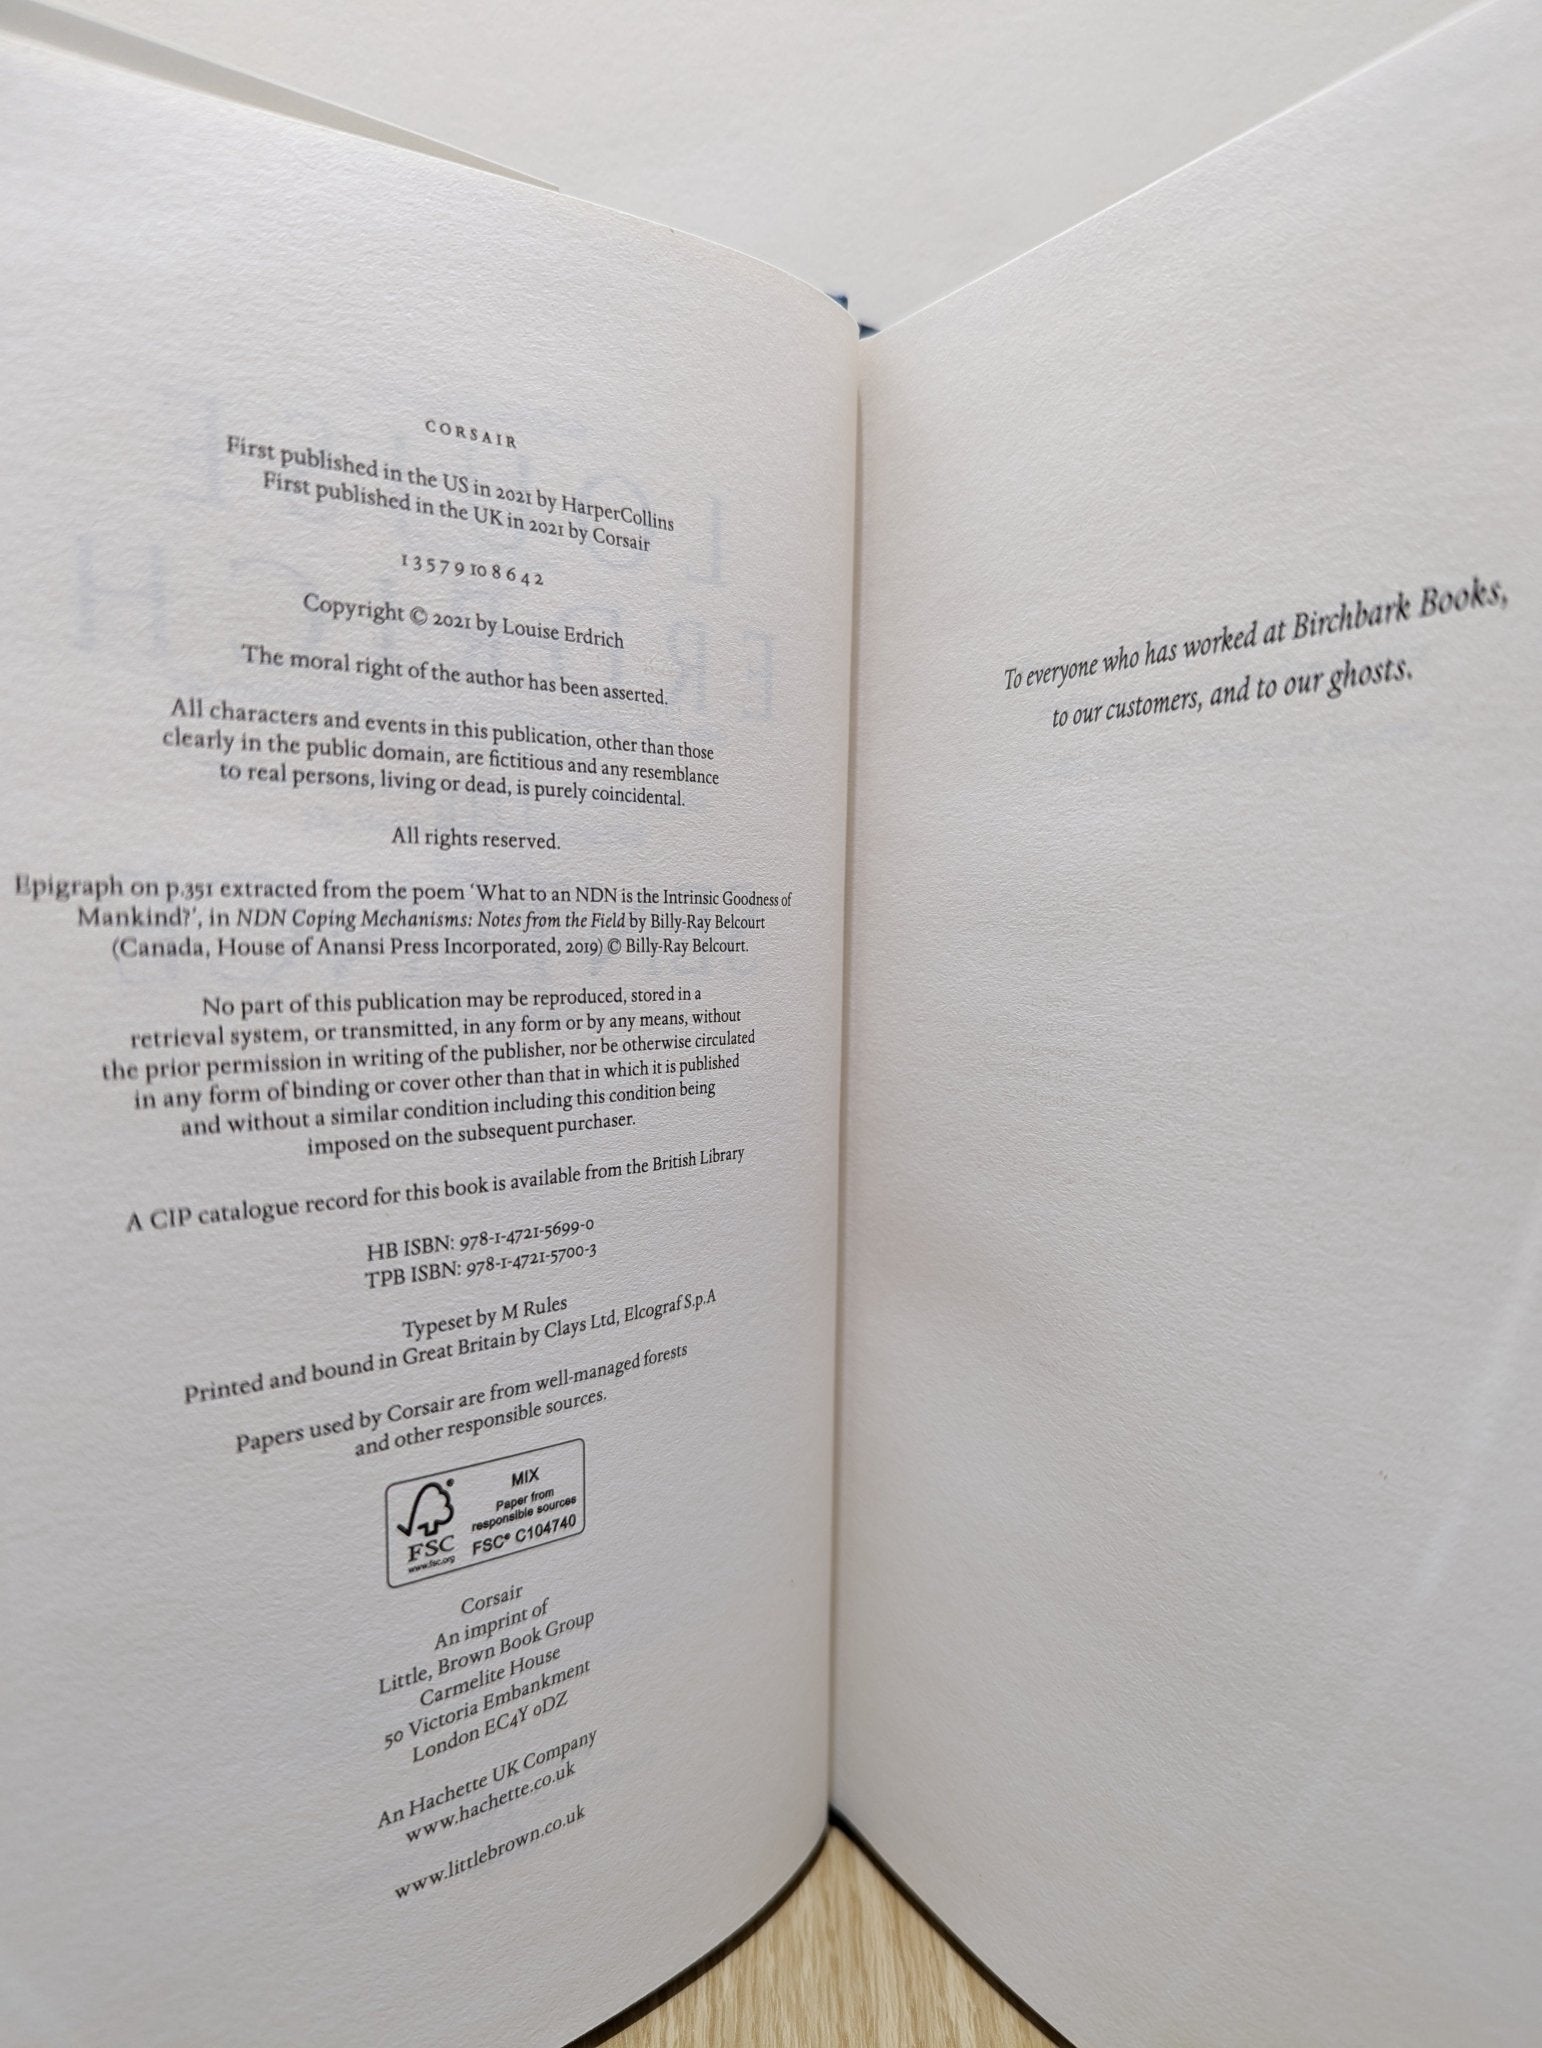 CORSAIR
First published in the US in 2021 by HarperCollins
First published in the UK in 2021 by Corsair
1 3 5 7 9 10 8 6 4 2
Copyright © 2021 by Louise Erdrich
The moral right of the author has been asserted.
All characters and events in this publication, other than those
clearly in the public domain, are fictitious and any resemblance
to real persons, living or dead, is purely coincidental.
All rights reserved.
Epigraph on p.351 extracted from the poem ‘What to an NDN is the Intrinsic Goodness of
Mankind?’, in NDN Coping Mechanisms: Notes from the Field by Billy-Ray Belcourt
(Canada, House of Anansi Press Incorporated, 2019) © Billy-Ray Belcourt.
No part of this publication may be reproduced, stored in a
retrieval system, or transmitted, in any form or by any means, without
the prior permission in writing of the publisher, nor be otherwise circulated
in any form of binding or cover other than that in which it is published
and without a similar condition including this condition being
imposed on the subsequent purchaser.
A CIP catalogue record for this book is available from the British Library
HB ISBN: 978-1-4721-5699-0
TPB ISBN: 978-1-4721-5700-3
Typeset by M Rules
Printed and bound in Great Britain by Clays Ltd, Elcograf S.p.A
Papers used by Corsair are from well-managed forests
and other responsible sources.
MIX
Paper from
responsible sources
FSC® C104740
FSC
www.fsc.org
Corsair
An imprint of
Little, Brown Book Group
Carmelite House
50 Victoria Embankment
London EC4Y 0DZ
An Hachette UK Company
www.hachette.co.uk
www.littlebrown.co.uk
To everyone who has worked at Birchbark Books,
to our customers, and to our ghosts.